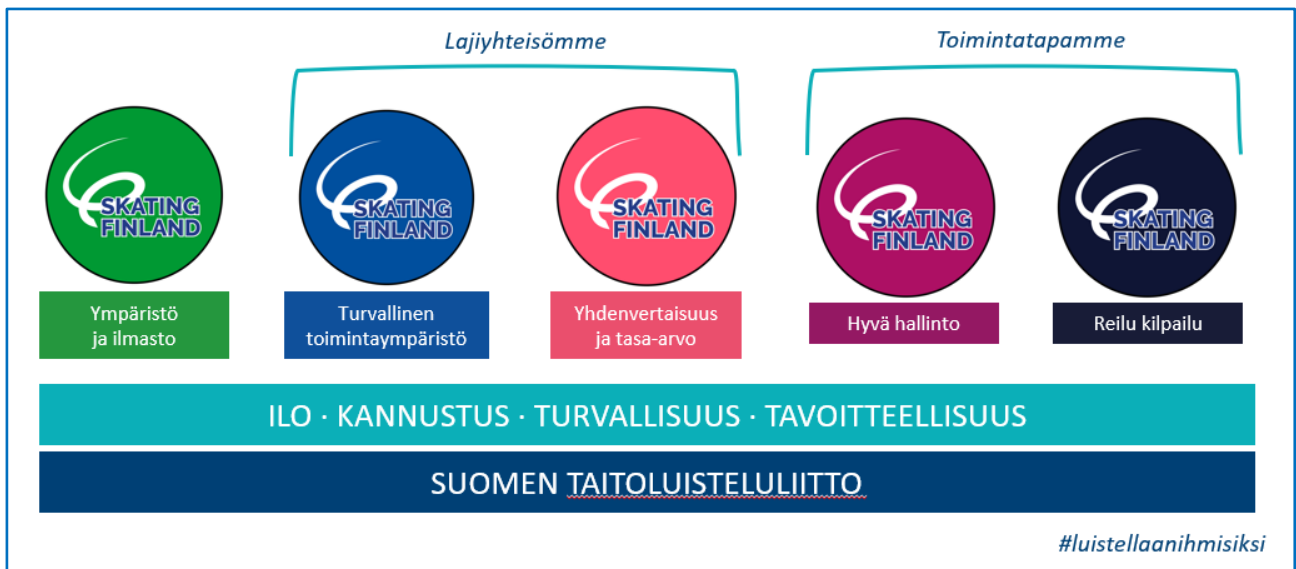 Lajiyhteisömme
Toimintatapamme
SKATING
FINLAND
SKATING
FINLAND
SKATING
FINLAND
SKATING
FINLAND
SKATING
FINLAND
Ympäristö
ja ilmasto
Turvallinen
toimintaympäristö
Yhdenvertaisuus
ja tasa-arvo
Hyvä hallinto
Reilu kilpailu
ILO · KANNUSTUS · TURVALLISUUS · TAVOITTEELLISUUS
SUOMEN TAITOLUISTELULIITTO
#luistellaanihmisiksi